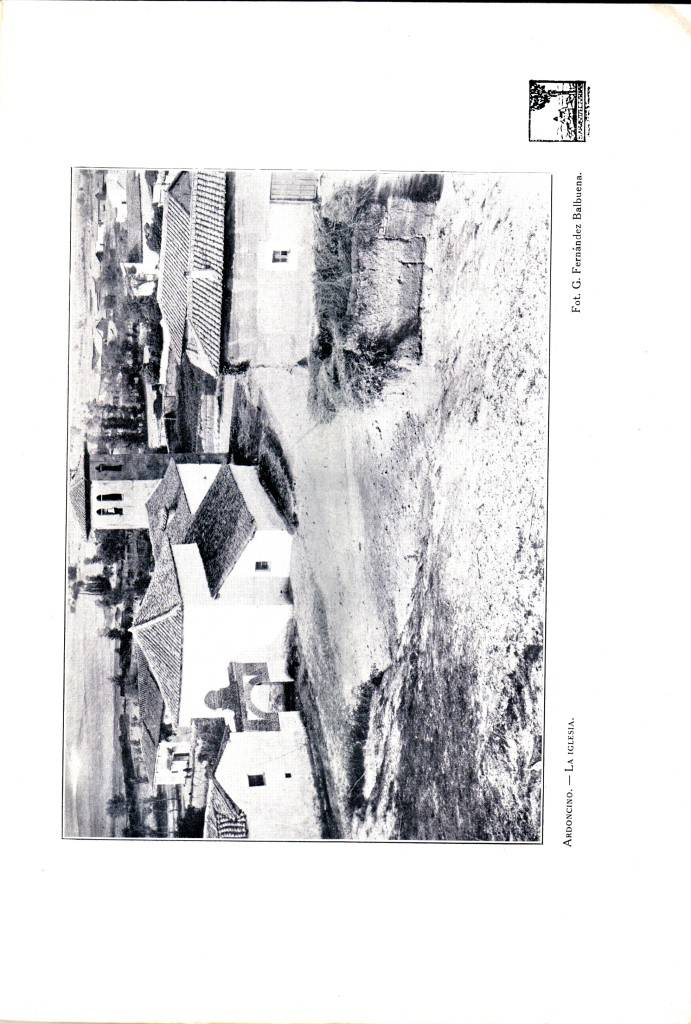 ARDONCINO. — LA IGLESIA.
Fot. G. Fernández Balbuena.